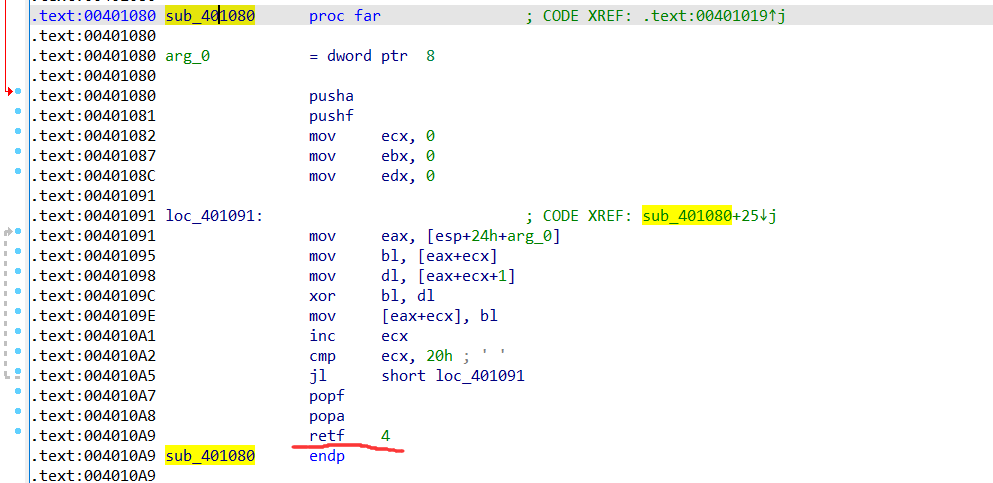 .text:00401080 sub_401080 proc far ; CODE XREF: .text:00401019↑j
.text:00401080
.text:00401080 arg_0 = dword ptr 8
.text:00401080
.text:00401080 pusha
.text:00401081 pushf
.text:00401082 mov ecx, 0
.text:00401087 mov ebx, 0
.text:0040108C mov edx, 0
.text:00401091
.text:00401091 loc_401091: ; CODE XREF: sub_401080+25↓j
.text:00401091 mov eax, [esp+24h+arg_0]
.text:00401095 mov bl, [eax+ecx]
.text:00401098 mov dl, [eax+ecx+1]
.text:0040109C xor bl, dl
.text:0040109E mov [eax+ecx], bl
.text:004010A1 inc ecx
.text:004010A2 cmp ecx, 20h ; ' '
.text:004010A5 jl short loc_401091
.text:004010A7 popf
.text:004010A8 popa
.text:004010A9 retf 4
.text:004010A9 sub_401080 endp
.text:004010A9